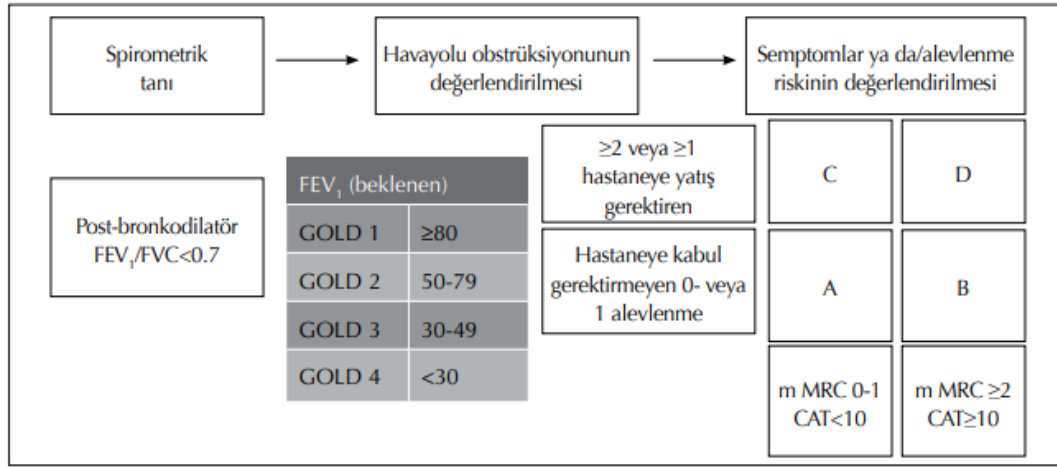 Spirometrik
tanı
Havayolu obstrüksiyonunun
değerlendirilmesi
Semptomlar ya da/alevlenme
riskinin değerlendirilmesi
Post-bronkodilatör
FEV₁/FVC<0.7
FEV₁ (beklenen)
GOLD 1 ≥80
GOLD 2 50-79
GOLD 3 30-49
GOLD 4 <30
≥2 veya ≥1
hastaneye yatış
gerektiren
C D
Hastaneye kabul
gerektirmeyen 0- veya
1 alevlenme
A B
m MRC 0-1
CAT<10
m MRC ≥2
CAT≥10